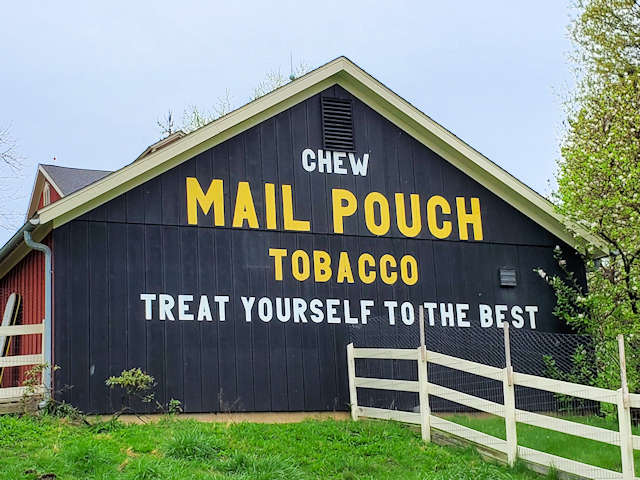 CHEW
MAIL POUCH
TOBACCO
TREAT YOURSELF TO THE BEST